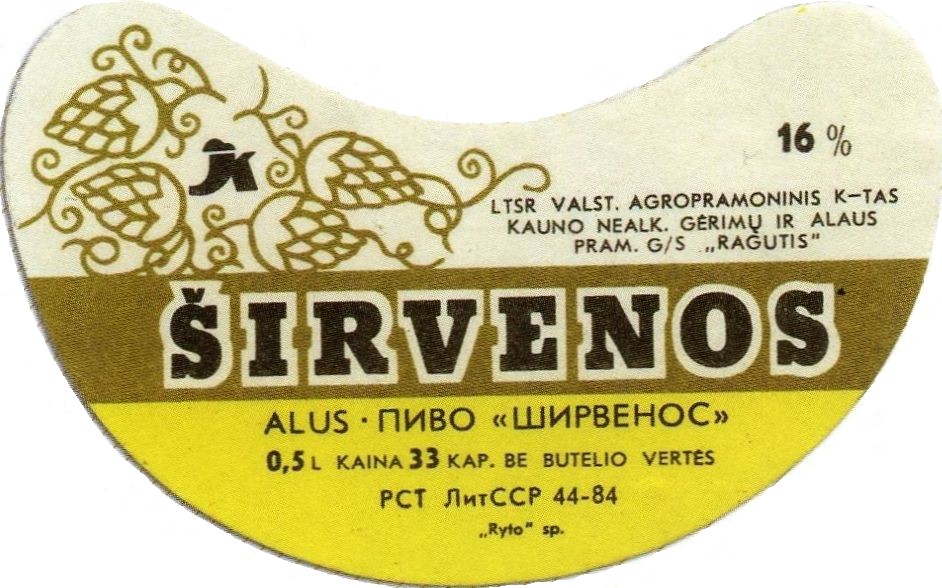 16 %
LTSR VALST. AGROPRAMONINIS K-TAS
KAUNO NEALK. GĖRIMŲ IR ALAUS
PRAM. G/S „RAGUTIS"
ŠIRVENOS
ALUS · ПИВО «ШИРВЕНОС»
0,5 L KAINA 33 KAP. BE BUTELIO VERTĖS
РСТ ЛитССР 44-84
„Ryto" sp.